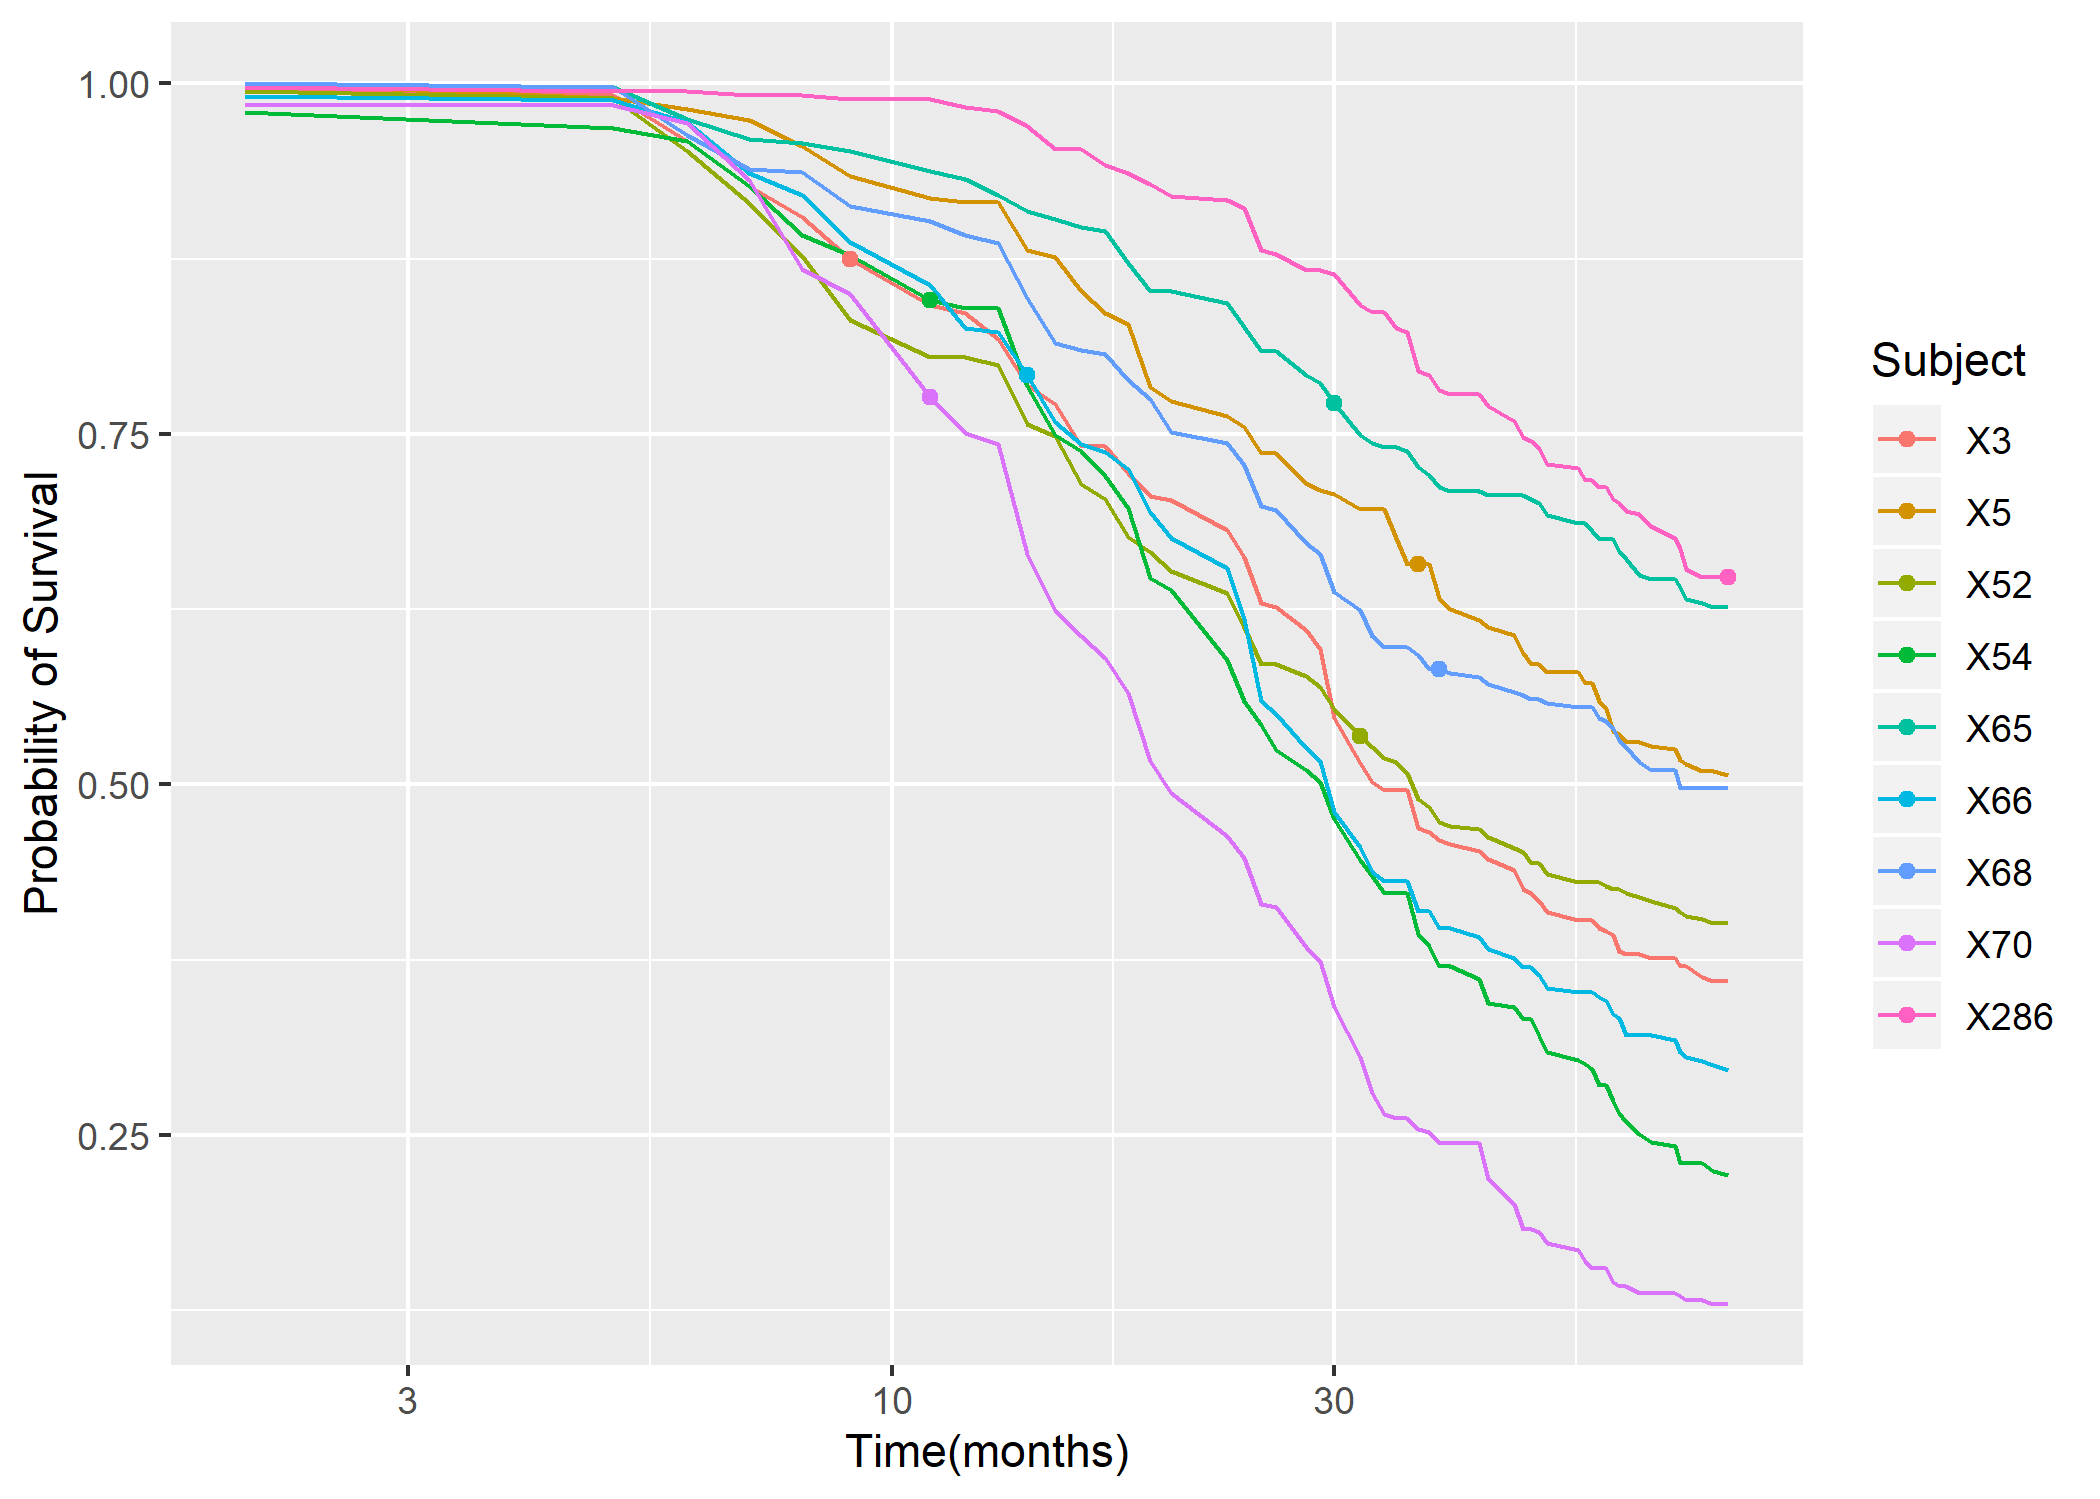 1.00
0.75
0.50
0.25
Probability of Survival
3
10
30
Time(months)
Subject
X3
X5
X52
X54
X65
X66
X68
X70
X286